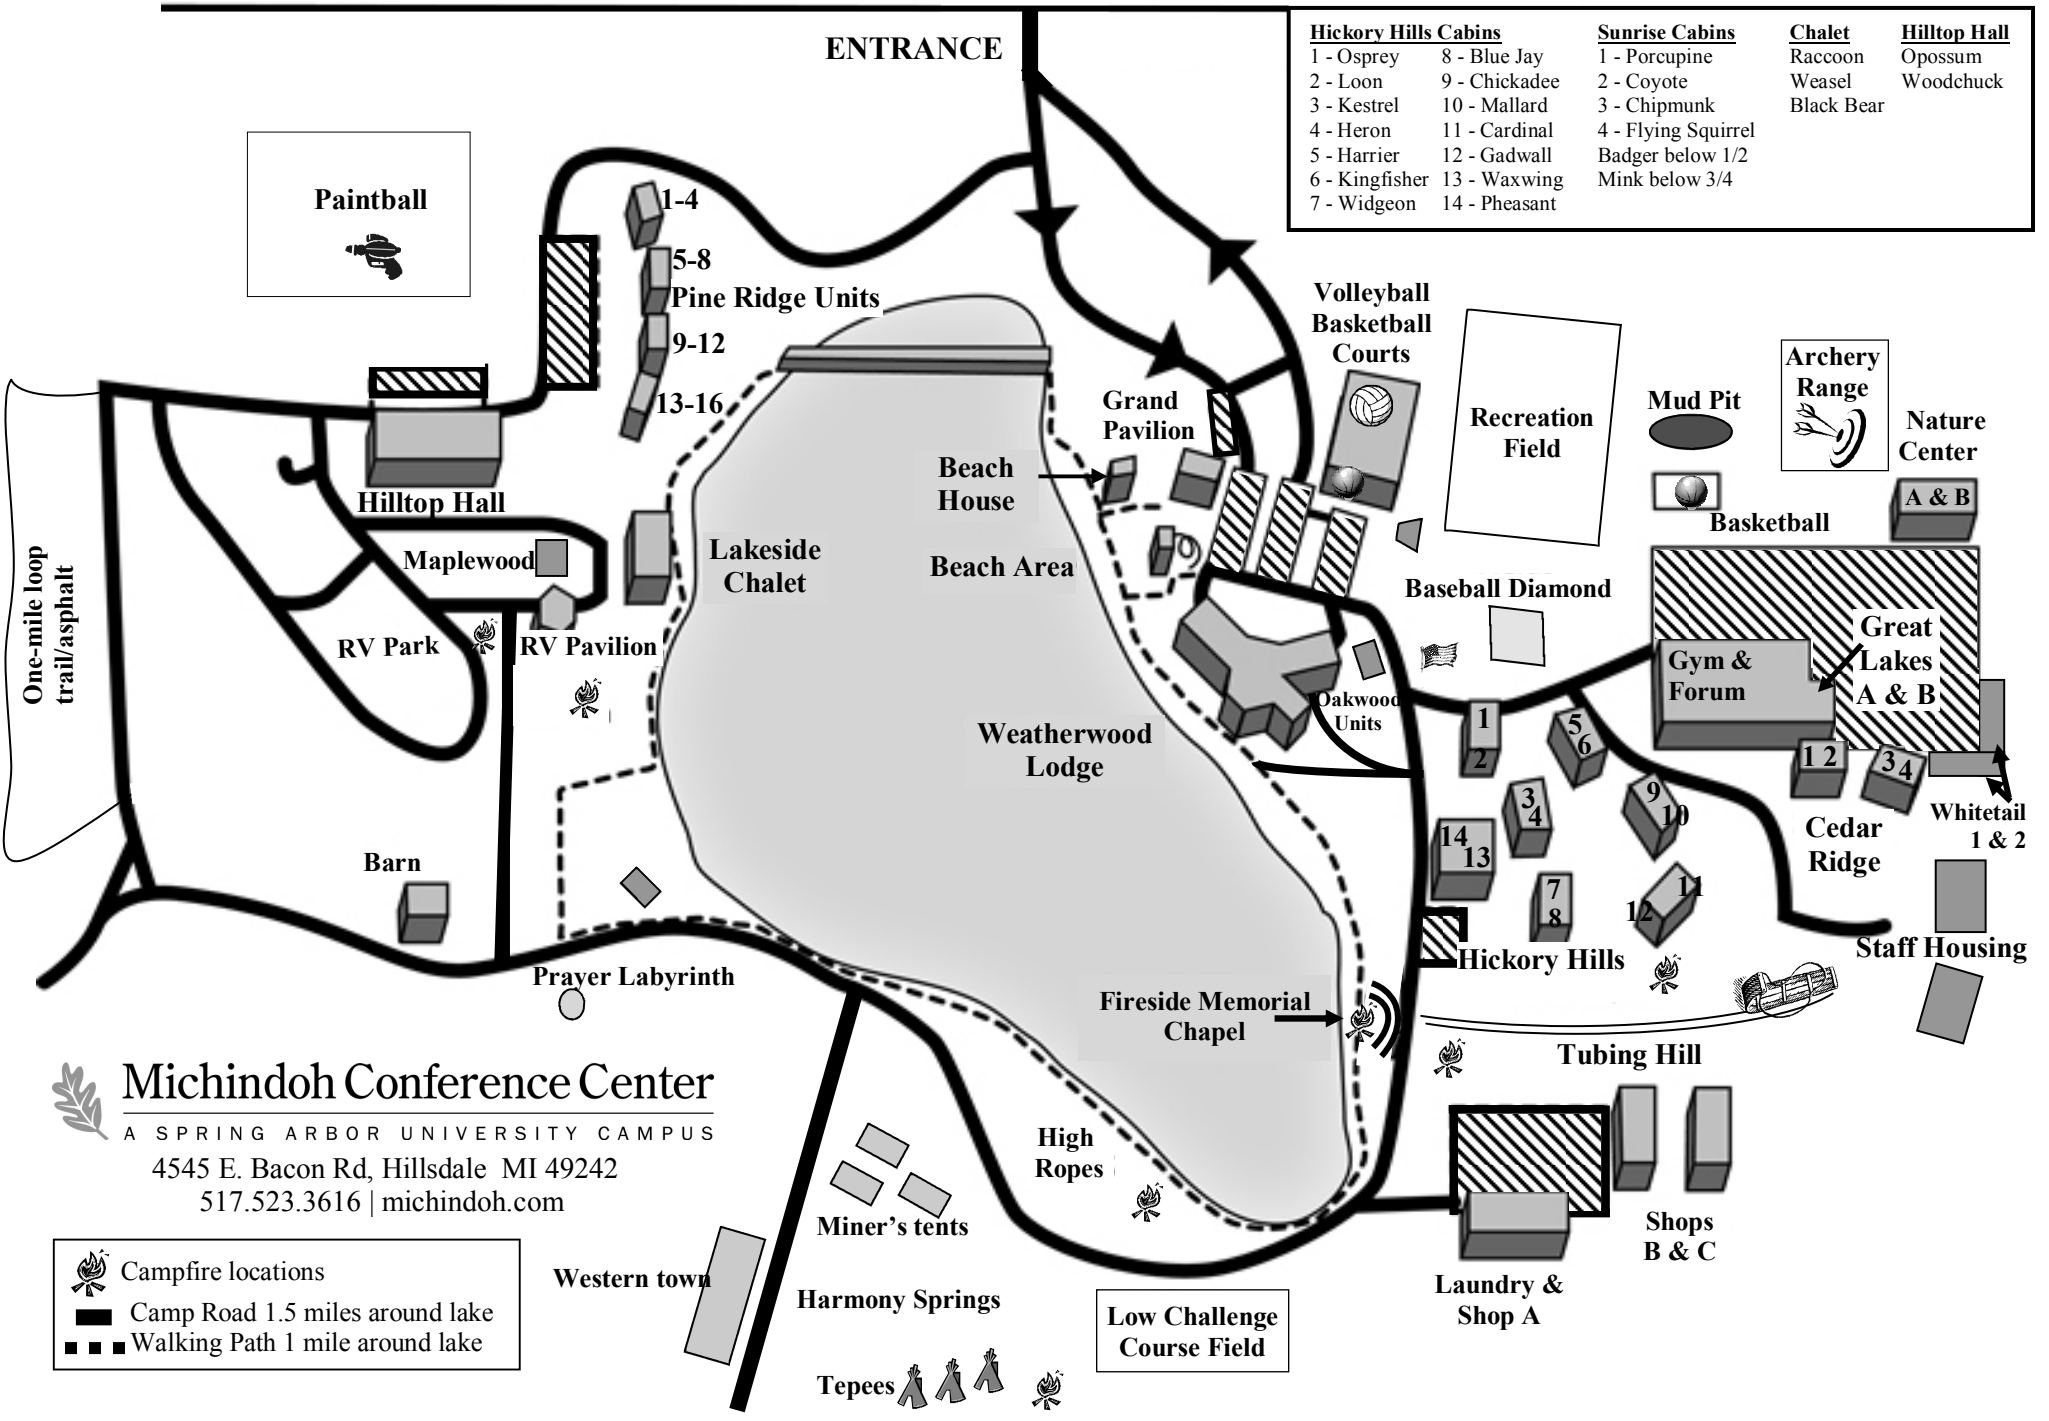 ENTRANCE
Hickory Hills Cabins
1 - Osprey
2 - Loon
3 - Kestrel
4 - Heron
5 - Harrier
6 - Kingfisher
7 - Widgeon
8 - Blue Jay
9 - Chickadee
10 - Mallard
11 - Cardinal
12 - Gadwall
13 - Waxwing
14 - Pheasant
Sunrise Cabins
1 - Porcupine
2 - Coyote
3 - Chipmunk
4 - Flying Squirrel
Badger below 1/2
Mink below 3/4
Chalet
Raccoon
Weasel
Black Bear
Hilltop Hall
Opossum
Woodchuck
Paintball
1-4
5-8
Pine Ridge Units
9-12
13-16
Volleyball
Basketball
Courts
Recreation
Field
Mud Pit
Archery
Range
Nature
Center
A & B
Basketball
Grand
Pavilion
Beach
House
Beach Area
Hilltop Hall
Maplewood
Lakeside
Chalet
RV Park
RV Pavilion
One-mile loop
trail/asphalt
Baseball Diamond
Great
Lakes
A & B
Gym &
Forum
Oakwood
Units
Weatherwood
Lodge
1
2
5
6
3
4
9
10
14
13
7
8
11
12
1 2
3 4
Whitetail
1 & 2
Cedar
Ridge
Staff Housing
Hickory Hills
Barn
Prayer Labyrinth
Fireside Memorial
Chapel
Tubing Hill
High
Ropes
Miner's tents
Western town
Harmony Springs
Tepees
Low Challenge
Course Field
Shops
B & C
Laundry &
Shop A
Michindoh Conference Center
A SPRING ARBOR UNIVERSITY CAMPUS
4545 E. Bacon Rd, Hillsdale MI 49242
517.523.3616 | michindoh.com
Campfire locations
Camp Road 1.5 miles around lake
Walking Path 1 mile around lake